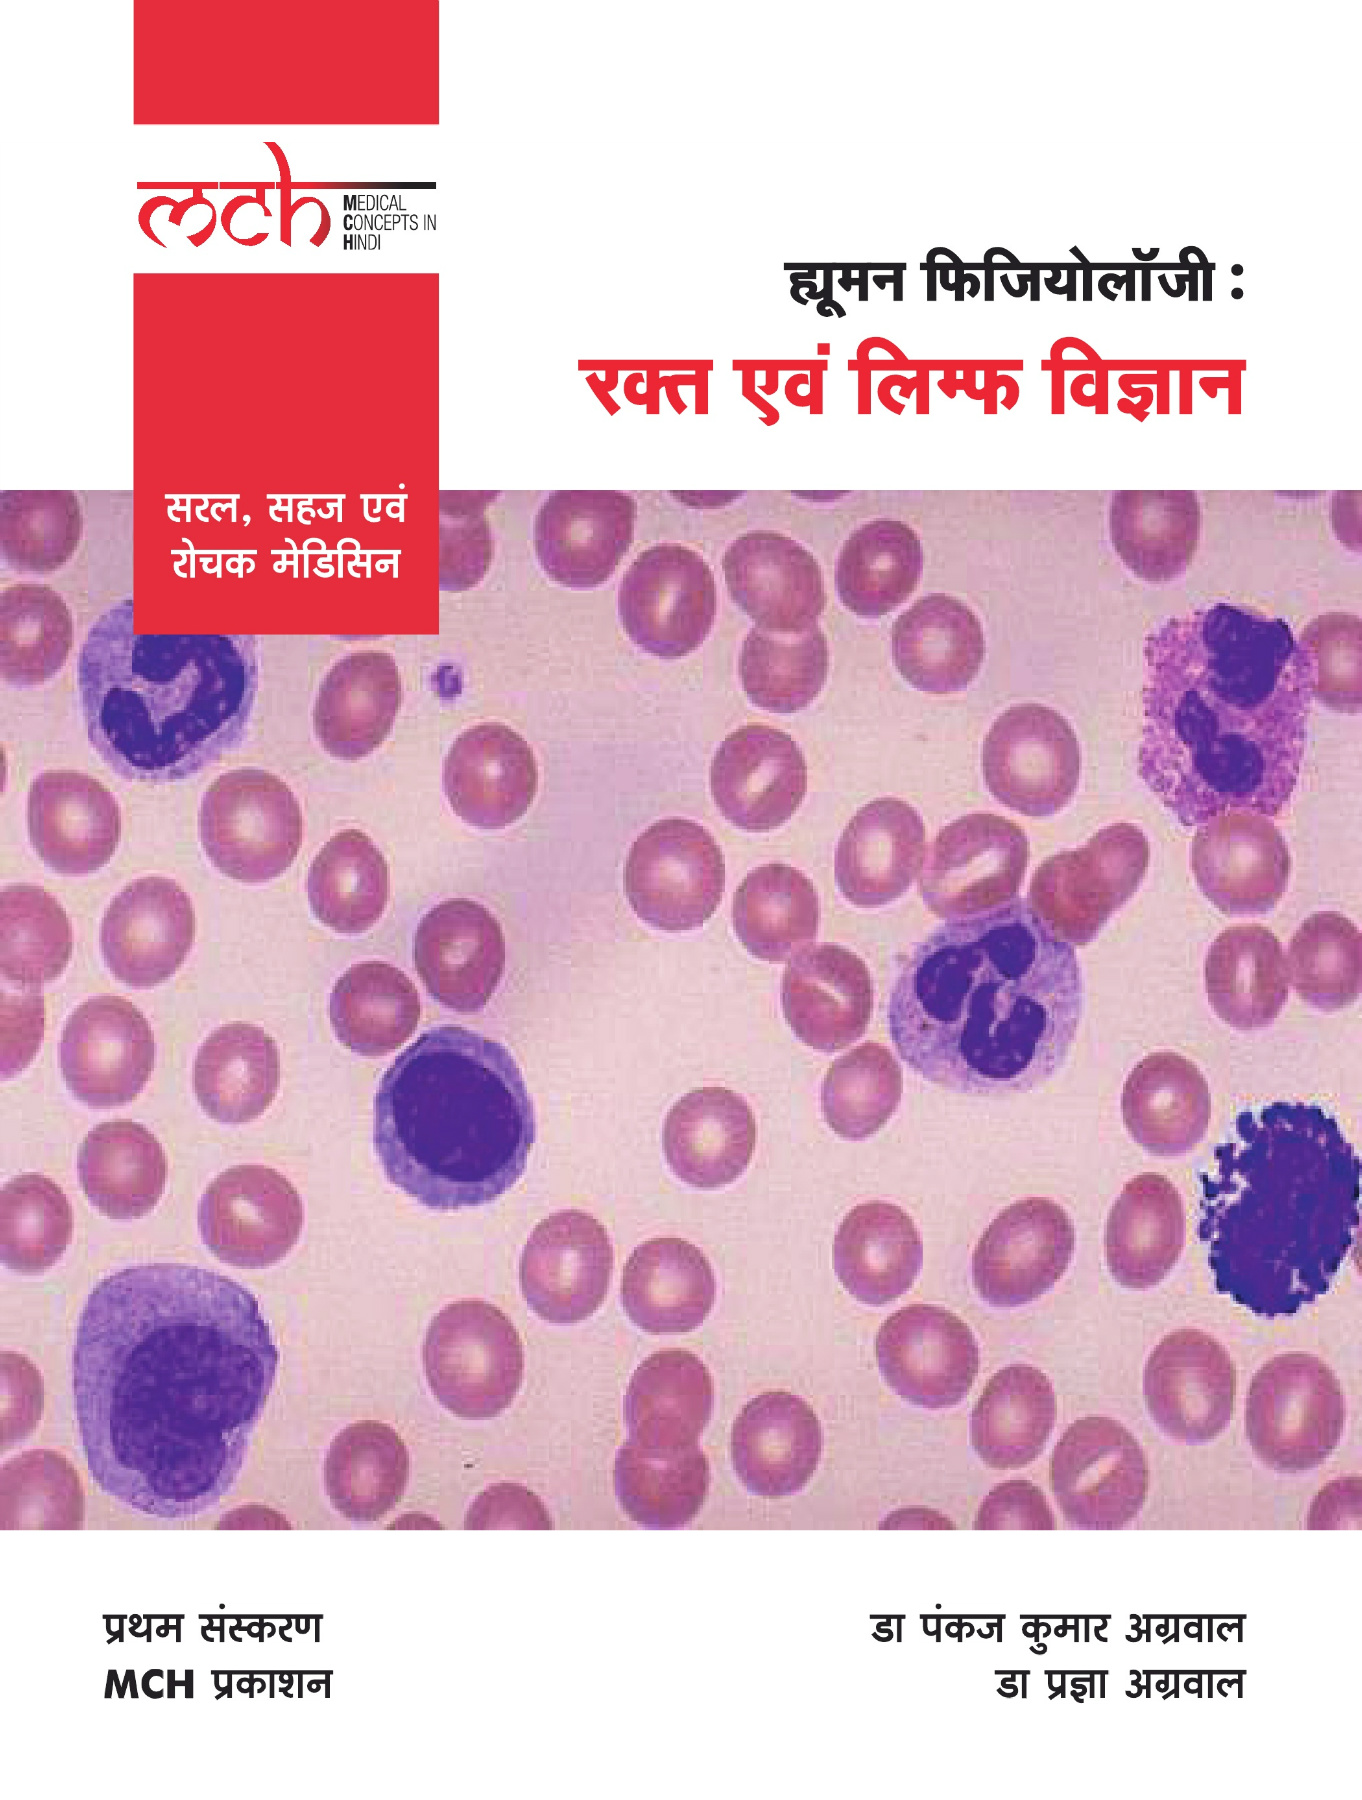 mch
MEDICAL
CONCEPTS IN
HINDI
ह्यूमन फिजियोलॉजी :
रक्त एवं लिम्फ विज्ञान
सरल, सहज एवं
रोचक मेडिसिन
प्रथम संस्करण
MCH प्रकाशन
डा पंकज कुमार अग्रवाल
डा प्रज्ञा अग्रवाल